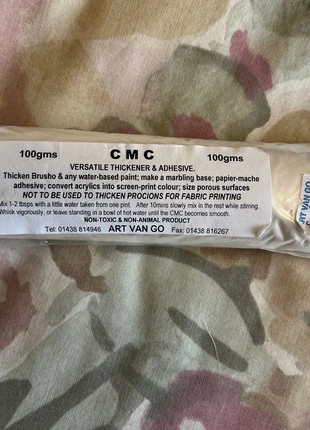 100gms C M C 100gms
VERSATILE THICKENER & ADHESIVE.
Thicken Brusho & any water-based paint; make a marbling base; papier-mache
adhesive; convert acrylics into screen-print colour; size porous surfaces
NOT TO BE USED TO THICKEN PROCIONS FOR FABRIC PRINTING
Mix 1-2 tbsps with a little water taken from one pint. After 10mins slowly mix in the rest while stirring.
Whisk vigorously, or leave standing in a bowl of hot water until the CMC becomes smooth.
NON-TOXIC & NON-ANIMAL PRODUCT
Tel: 01438 814946 ART VAN GO Fax: 01438 816267
ART VAN GO